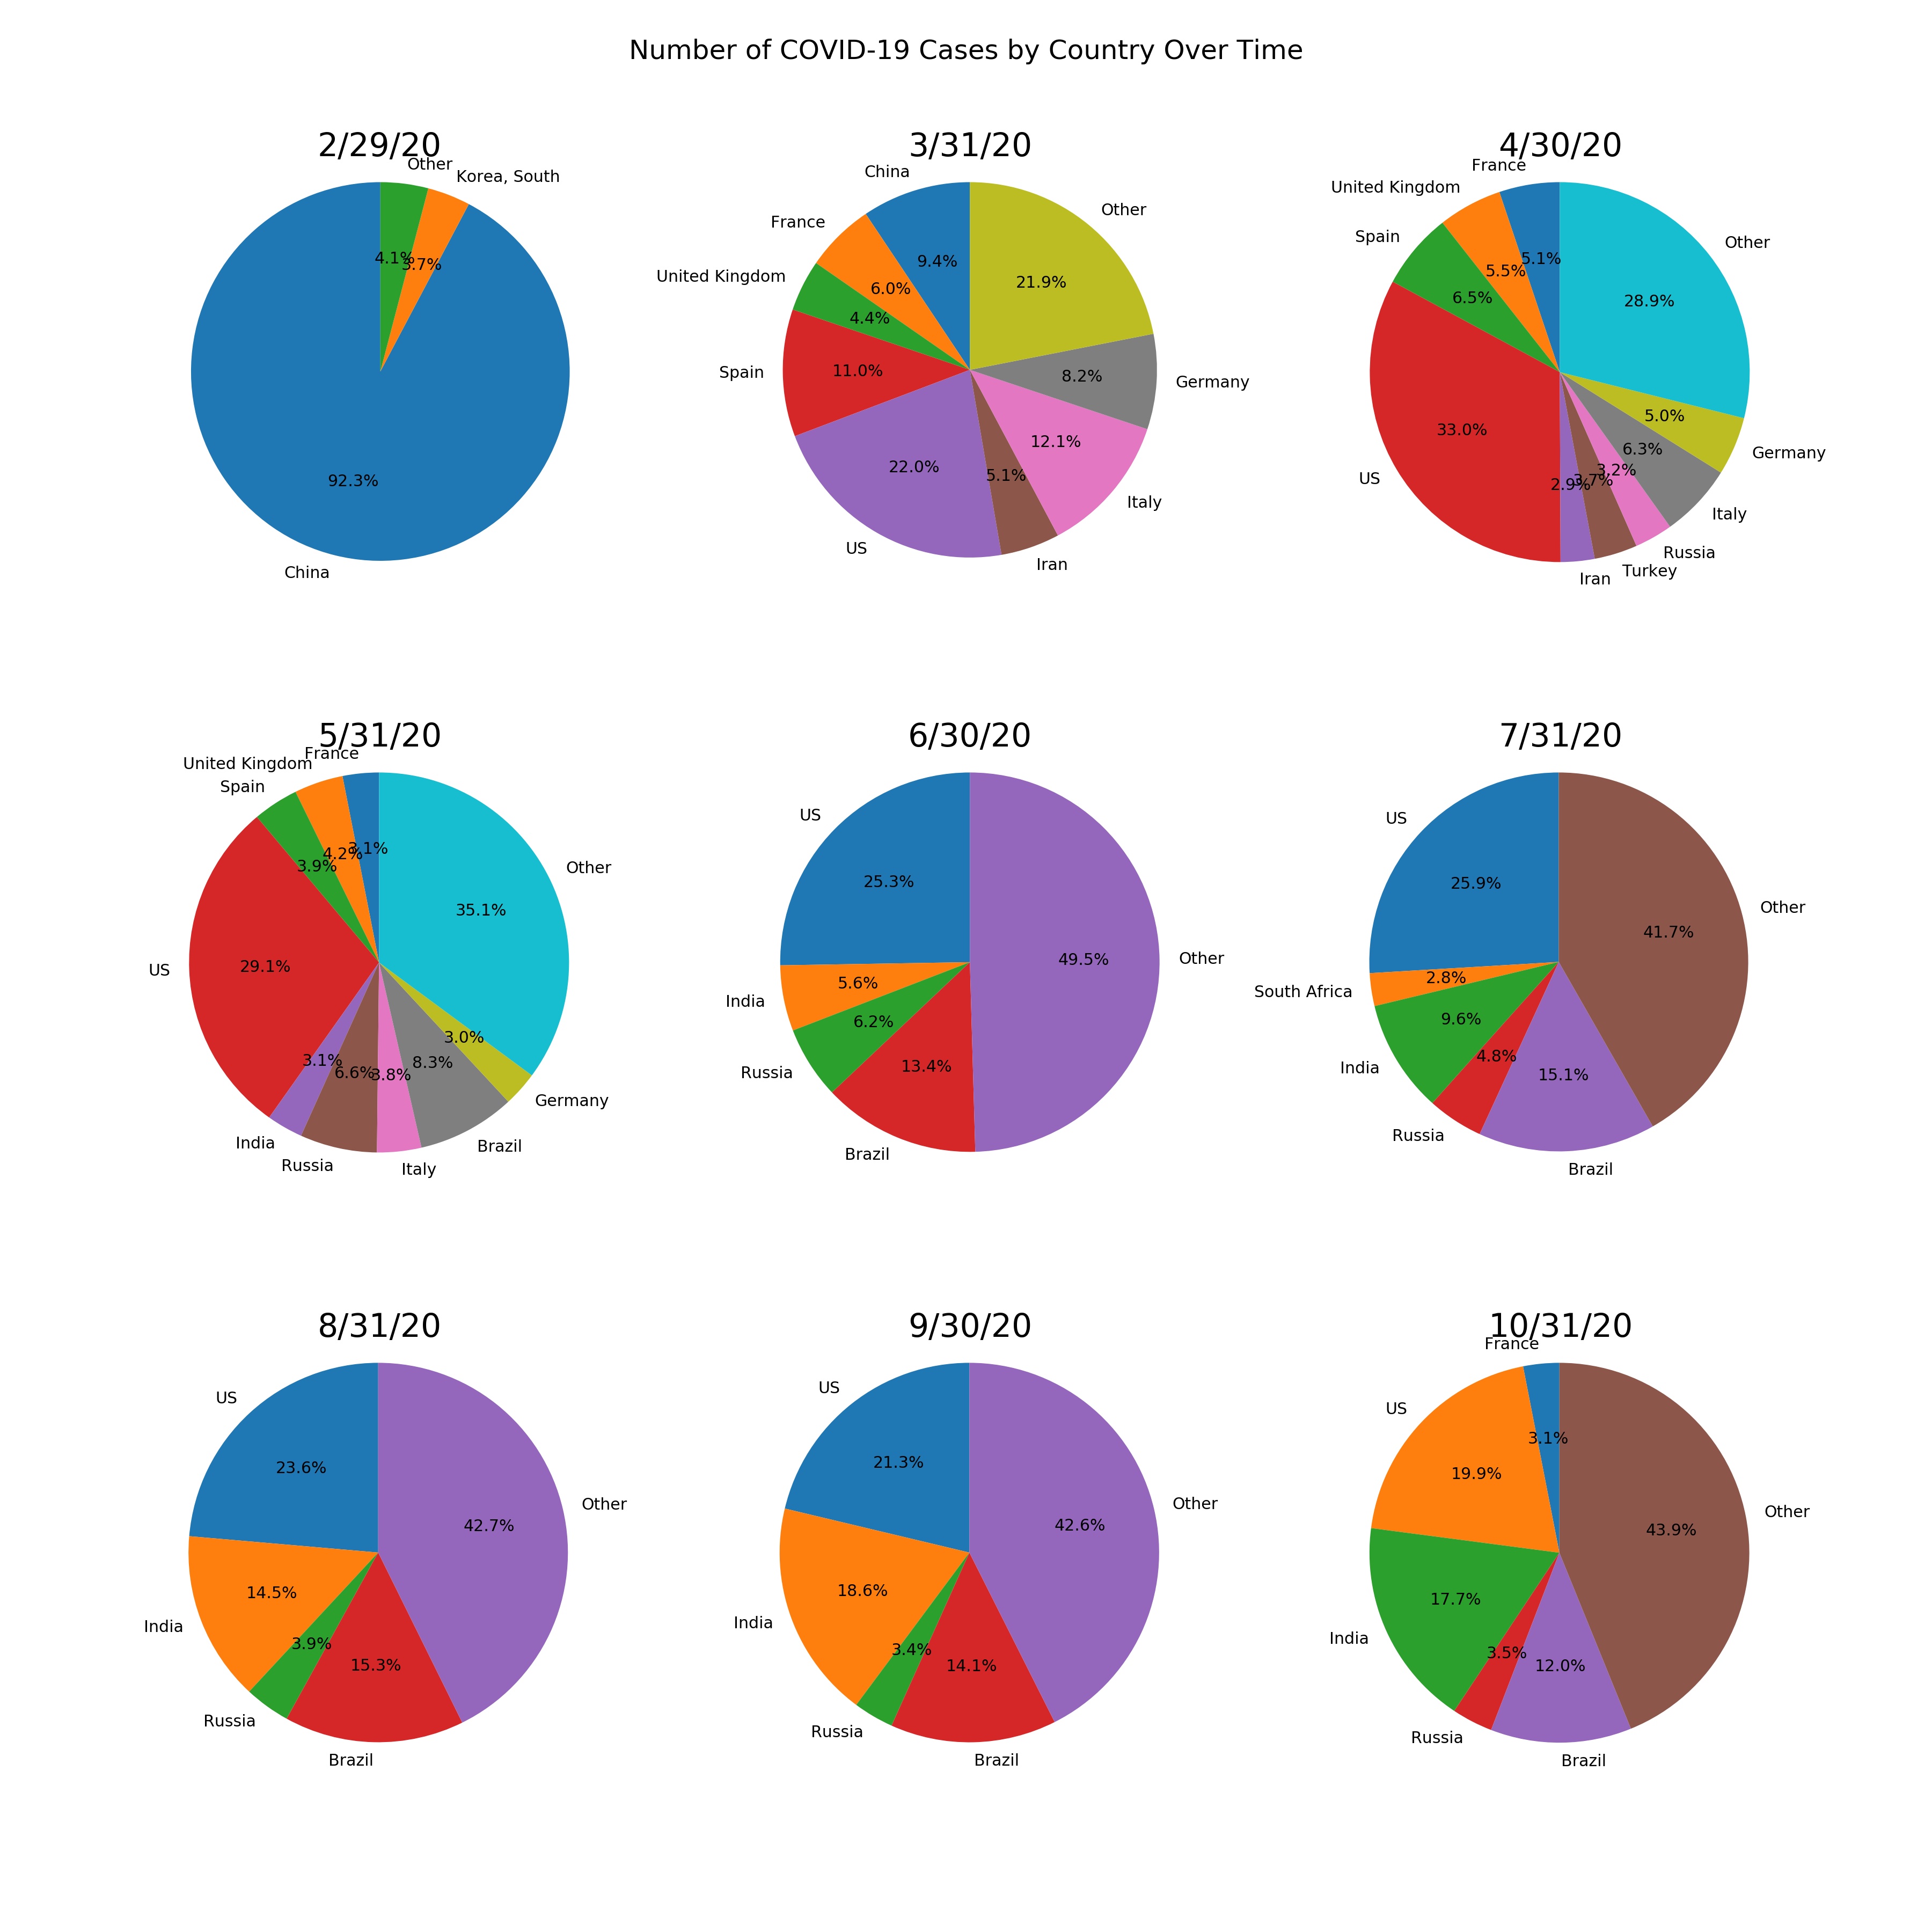 Number of COVID-19 Cases by Country Over Time
2/29/20
Other
Korea, South
4.1%
3.7%
92.3%
China
3/31/20
China
Other
France
9.4%
21.9%
United Kingdom
6.0%
4.4%
Spain
11.0%
8.2%
Germany
12.1%
22.0%
5.1%
Italy
US
Iran
4/30/20
France
United Kingdom
Spain
Other
5.1%
5.5%
6.5%
28.9%
5.0%
33.0%
6.3%
Germany
3.2%
3.7%
2.9%
US
Italy
Russia
Turkey
Iran
5/31/20
France
United Kingdom
Spain
3.1%
4.2%
3.9%
Other
35.1%
US
29.1%
3.0%
3.1%
8.3%
6.6%
3.8%
Germany
India
Brazil
Russia
Italy
6/30/20
US
25.3%
49.5%
Other
5.6%
India
6.2%
13.4%
Russia
Brazil
7/31/20
US
25.9%
Other
41.7%
2.8%
South Africa
9.6%
4.8%
India
15.1%
Russia
Brazil
8/31/20
US
23.6%
Other
42.7%
14.5%
India
3.9%
15.3%
Russia
Brazil
9/30/20
US
21.3%
Other
42.6%
18.6%
India
3.4%
14.1%
Russia
Brazil
10/31/20
France
US
3.1%
19.9%
Other
43.9%
17.7%
India
3.5%
12.0%
Russia
Brazil